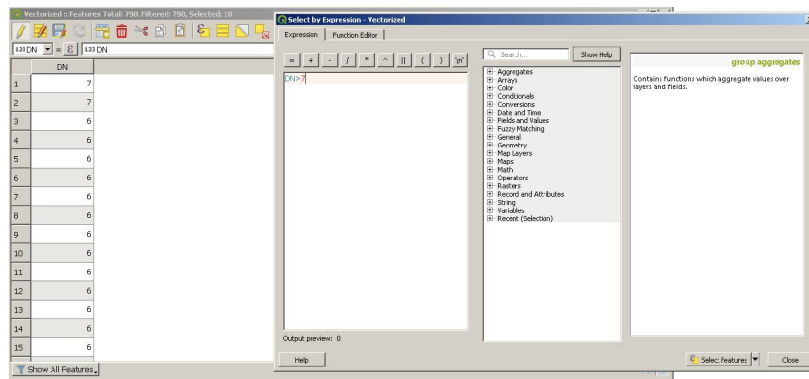 Vectorized :: Features Total: 790, Filtered: 790, Selected: (0
123 DN = ε 123 DN
DN
1 7
2 7
3 6
4 6
5 6
6 6
7 6
8 6
9 6
10 6
11 6
12 6
13 6
14 6
15 6
Show All Features
Select by Expression - Vectorized
Expression Function Editor
= + - / * ^ || ( ) '\n'
DN>7
Output preview: 0
Search... Show Help
Aggregates
Arrays
Color
Conditionals
Conversions
Date and Time
Fields and Values
Fuzzy Matching
General
Geometry
Map Layers
Maps
Math
Operators
Rasters
Record and Attributes
String
Variables
Recent (Selection)
group aggregates
Contains functions which aggregate values over
layers and fields.
Help Select Features Close